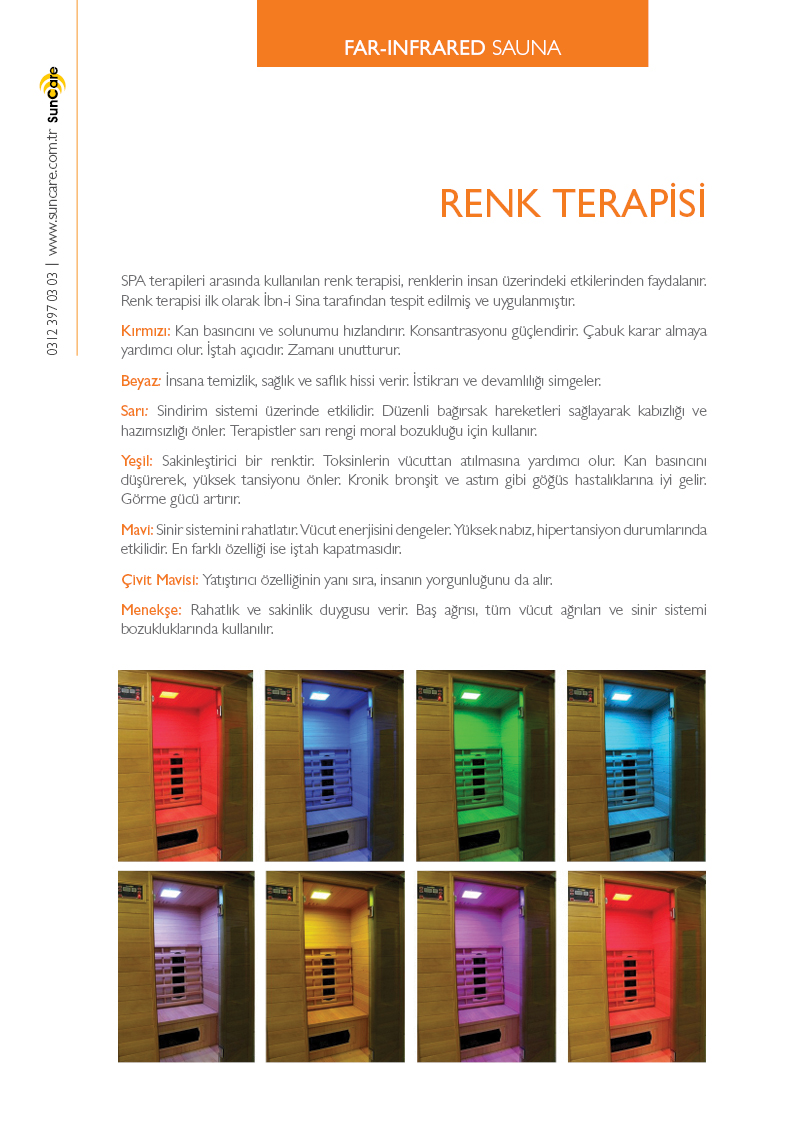 FAR-INFRARED SAUNA
0312 397 03 03 | www.suncare.com.tr SunCare
RENK TERAPİSİ
SPA terapileri arasında kullanılan renk terapisi, renklerin insan üzerindeki etkilerinden faydalanır.
Renk terapisi ilk olarak İbn-i Sina tarafından tespit edilmiş ve uygulanmıştır.
Kırmızı: Kan basıncını ve solunumu hızlandırır. Konsantrasyonu güçlendirir. Çabuk karar almaya
yardımcı olur. İştah açıcıdır. Zamanı unutturur.
Beyaz: İnsana temizlik, sağlık ve saflık hissi verir. İstikrarı ve devamlılığı simgeler.
Sarı: Sindirim sistemi üzerinde etkilidir. Düzenli bağırsak hareketleri sağlayarak kabızlığı ve
hazımsızlığı önler. Terapistler sarı rengi moral bozukluğu için kullanır.
Yeşil: Sakinleştirici bir renktir. Toksinlerin vücuttan atılmasına yardımcı olur. Kan basıncını
düşürerek, yüksek tansiyonu önler. Kronik bronşit ve astım gibi göğüs hastalıklarına iyi gelir.
Görme gücü artırır.
Mavi: Sinir sistemini rahatlatır. Vücut enerjisini dengeler. Yüksek nabız, hipertansiyon durumlarında
etkilidir. En farklı özelliği ise iştah kapatmasıdır.
Çivit Mavisi: Yatıştırıcı özelliğinin yanı sıra, insanın yorgunluğunu da alır.
Menekşe: Rahatlık ve sakinlik duygusu verir. Baş ağrısı, tüm vücut ağrıları ve sinir sistemi
bozukluklarında kullanılır.